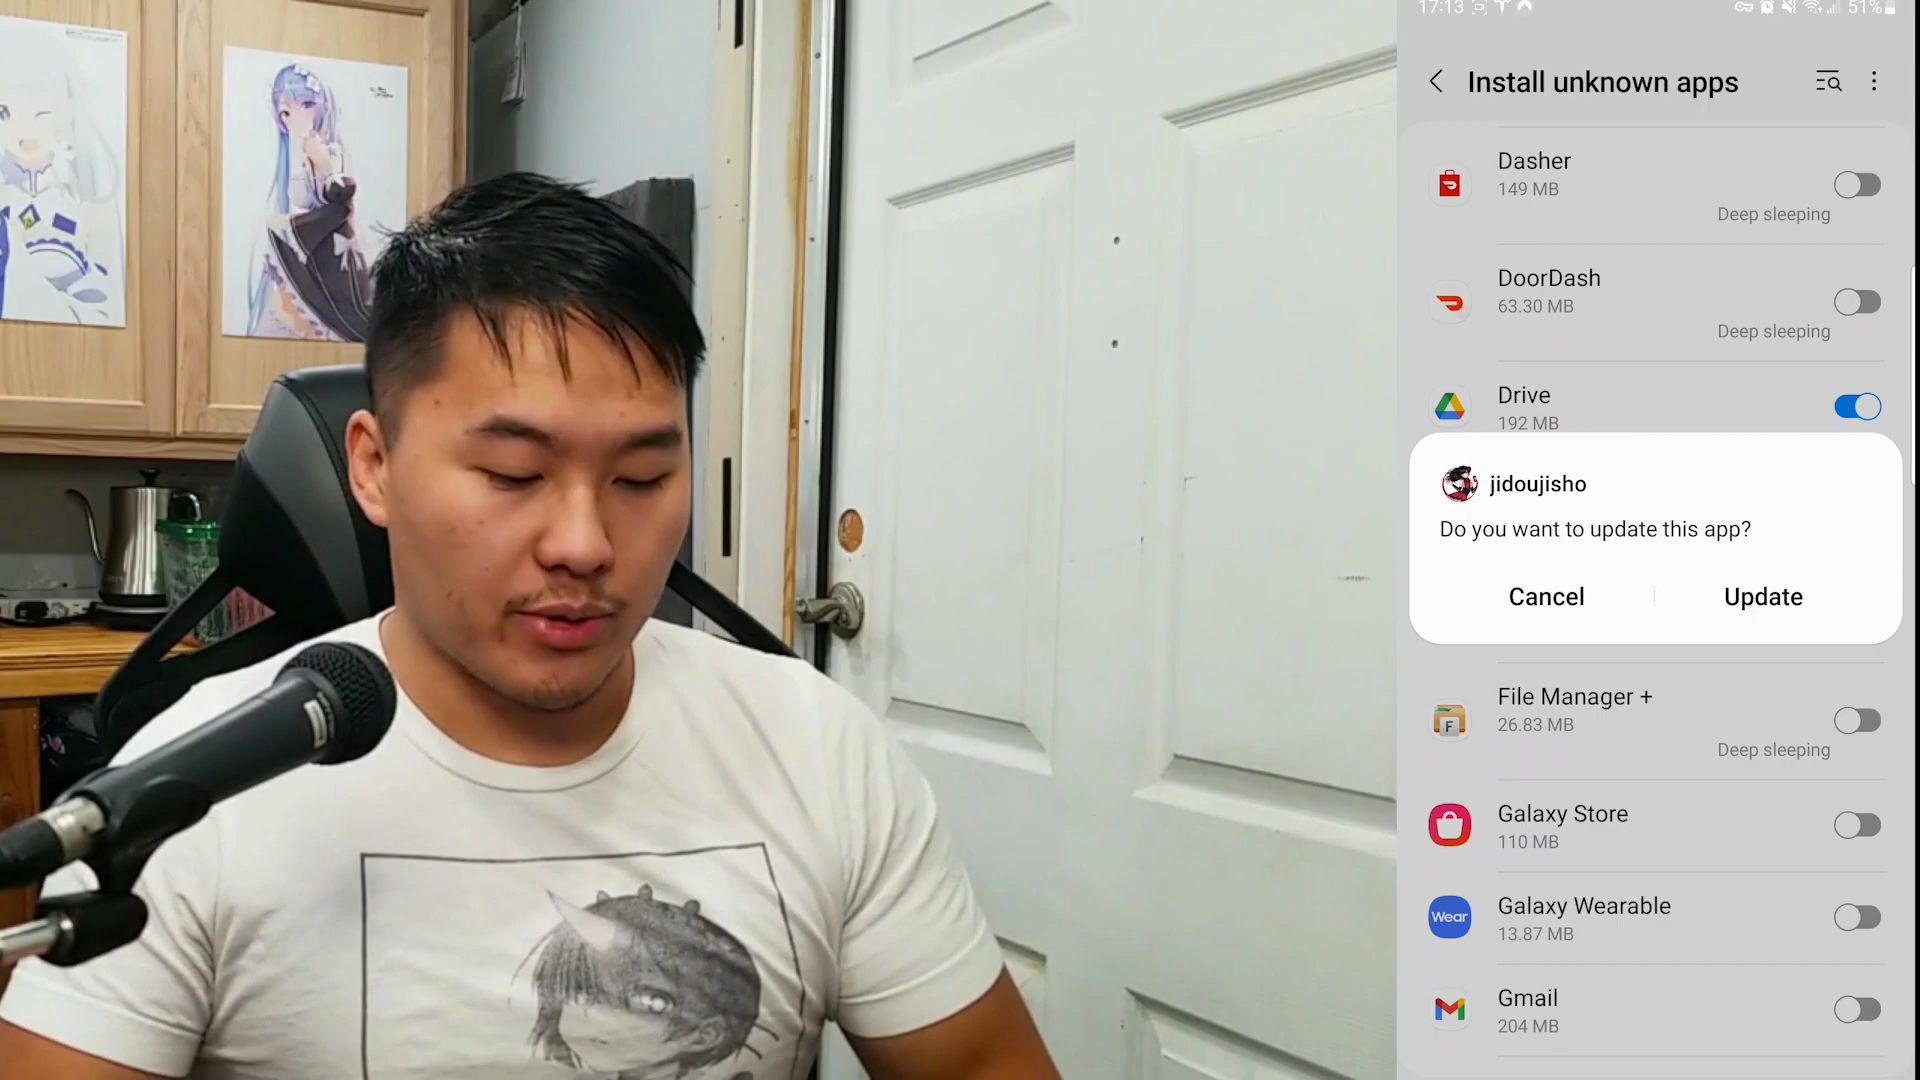 17:13
51%
Install unknown apps
Dasher
149 MB
Deep sleeping
DoorDash
63.30 MB
Deep sleeping
Drive
192 MB
jidoujisho
Do you want to update this app?
Cancel
Update
File Manager +
26.83 MB
Deep sleeping
F
Galaxy Store
110 MB
Wear
Galaxy Wearable
13.87 MB
Gmail
204 MB